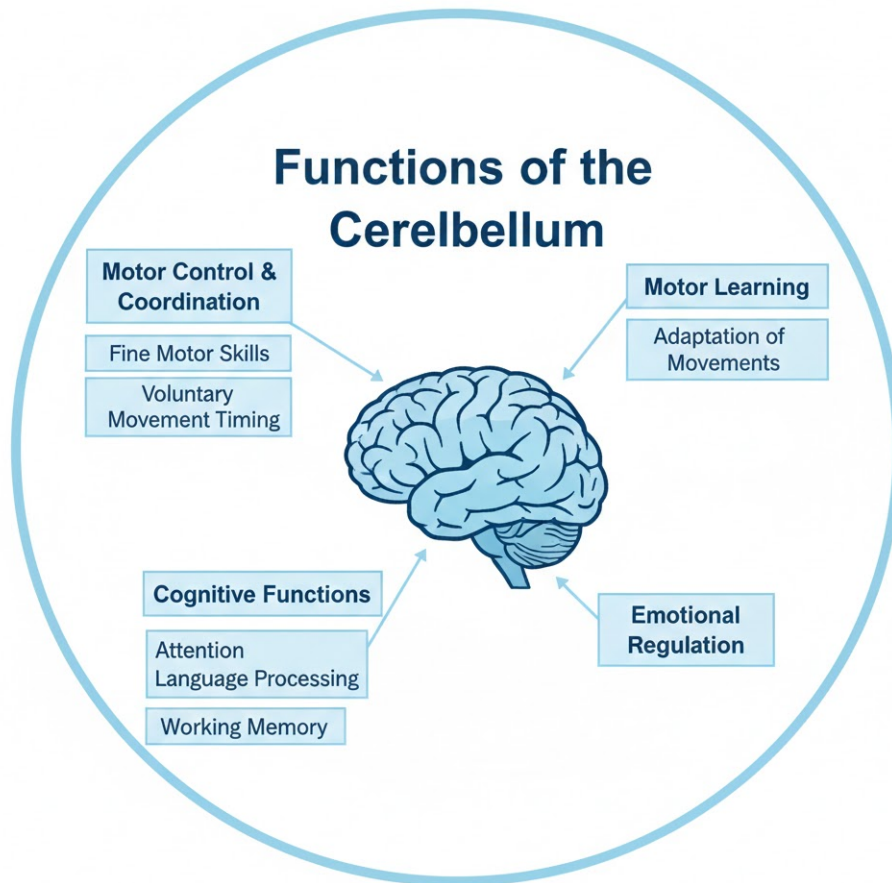 Functions of the
Cerelbellum
Motor Control &
Coordination
Fine Motor Skills
Voluntary
Movement Timing
Motor Learning
Adaptation of
Movements
Cognitive Functions
Attention
Language Processing
Working Memory
Emotional
Regulation